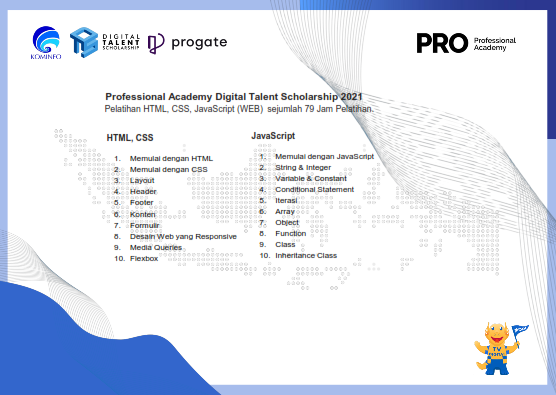 KOMINFO
DIGITAL
TALENT
SCHOLARSHIP
progate
PRO Professional
Academy
Professional Academy Digital Talent Scholarship 2021
Pelatihan HTML, CSS, JavaScript (WEB) sejumlah 79 Jam Pelatihan.
HTML, CSS
1. Memulai dengan HTML
2. Memulai dengan CSS
3. Layout
4. Header
5. Footer
6. Konten
7. Formulir
8. Desain Web yang Responsive
9. Media Queries
10. Flexbox
JavaScript
1. Memulai dengan JavaScript
2. String & Integer
3. Variable & Constant
4. Conditional Statement
5. Iterasi
6. Array
7. Object
8. Function
9. Class
10. Inheritance Class